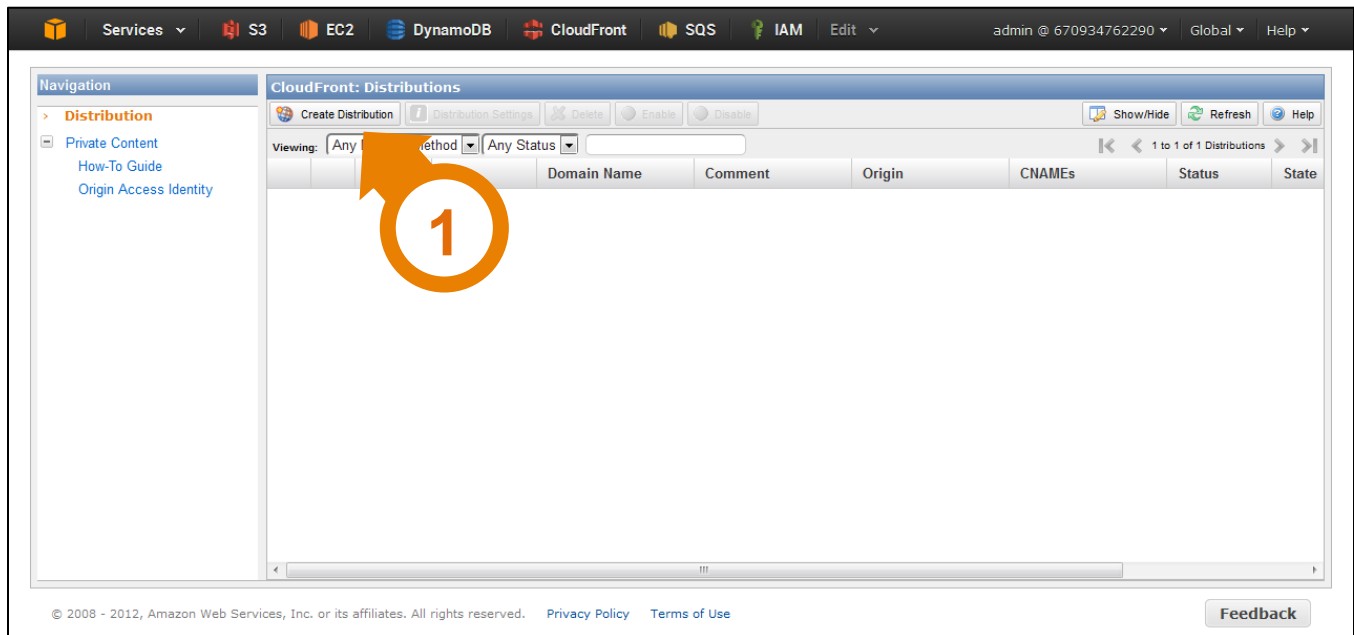 Services S3 EC2 DynamoDB CloudFront SQS IAM Edit admin @ 670934762290 Global Help
Navigation
Distribution
Private Content
How-To Guide
Origin Access Identity
CloudFront: Distributions
Create Distribution Distribution Settings Delete Enable Disable Show/Hide Refresh Help
Viewing: Any Any Status 1 to 1 of 1 Distributions
Domain Name Comment Origin CNAMEs Status State
1
© 2008 - 2012, Amazon Web Services, Inc. or its affiliates. All rights reserved. Privacy Policy Terms of Use Feedback